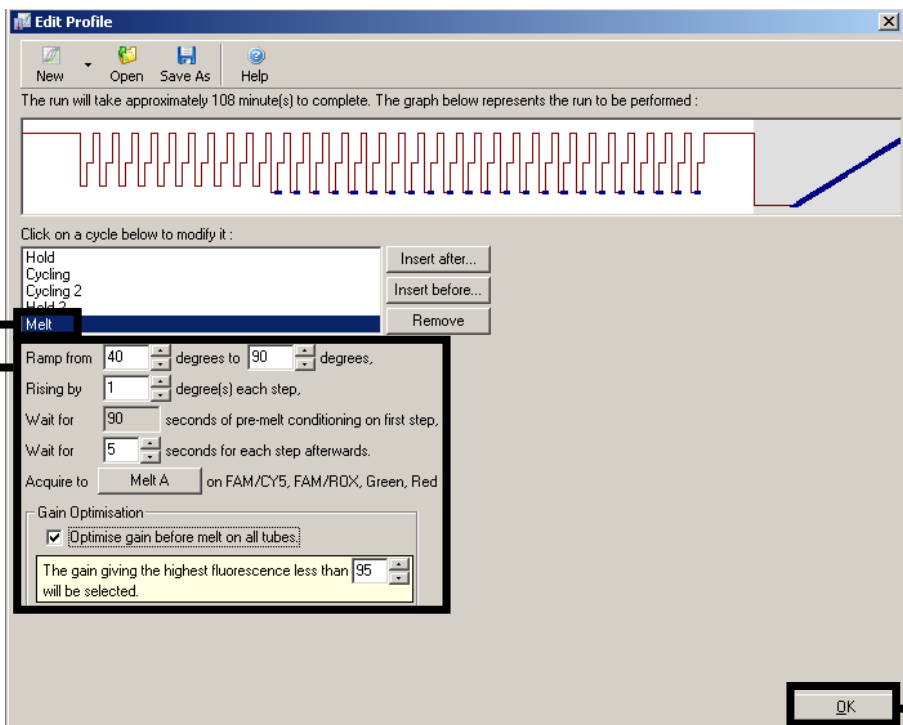 Edit Profile
New Open Save As Help
The run will take approximately 108 minute(s) to complete. The graph below represents the run to be performed :
Click on a cycle below to modify it :
Hold
Cycling
Cycling 2
Hold 2
Melt
Insert after...
Insert before...
Remove
Ramp from 40 degrees to 90 degrees,
Rising by 1 degree(s) each step,
Wait for 90 seconds of pre-melt conditioning on first step,
Wait for 5 seconds for each step afterwards.
Acquire to Melt A on FAM/CY5, FAM/ROX, Green, Red
Gain Optimisation
Optimise gain before melt on all tubes.
The gain giving the highest fluorescence less than 95
will be selected.
OK